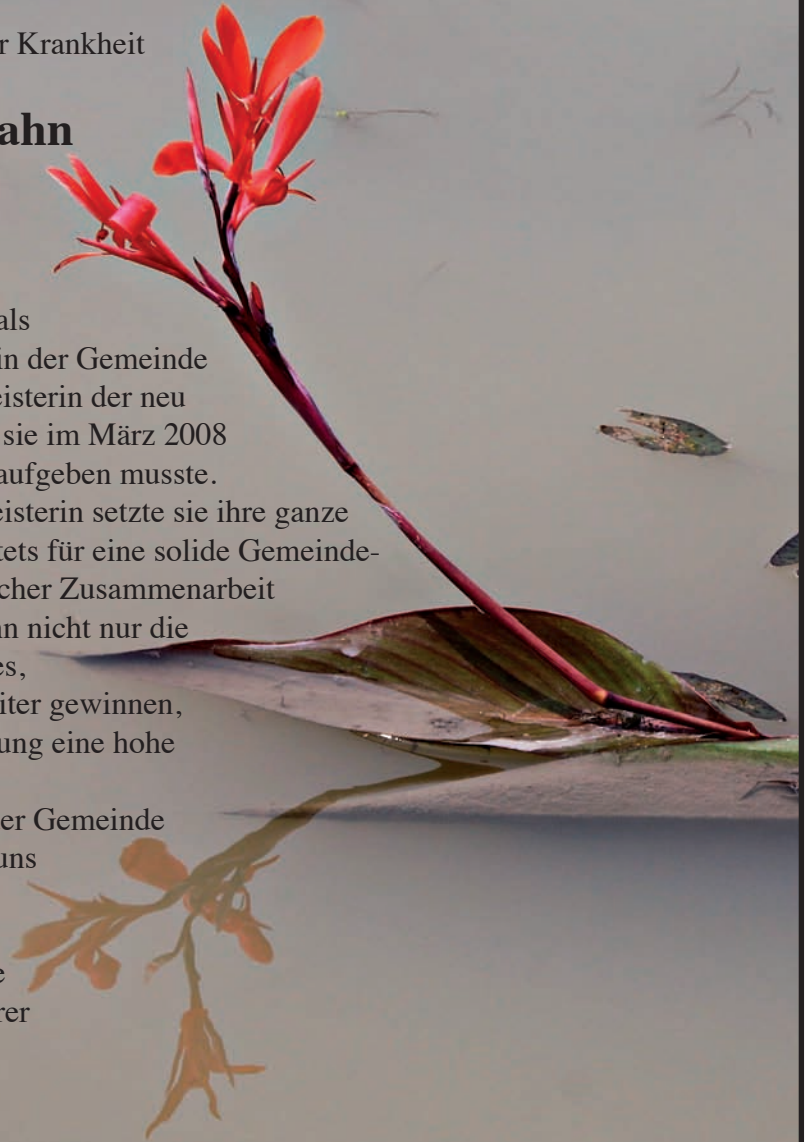 r Krankheit
ahn
als
in der Gemeinde
eisterin der neu
sie im März 2008
aufgeben musste.
eisterin setzte sie ihre ganze
tets für eine solide Gemeinde-
cher Zusammenarbeit
nn nicht nur die
es,
iter gewinnen,
ung eine hohe
er Gemeinde
uns
e
rer